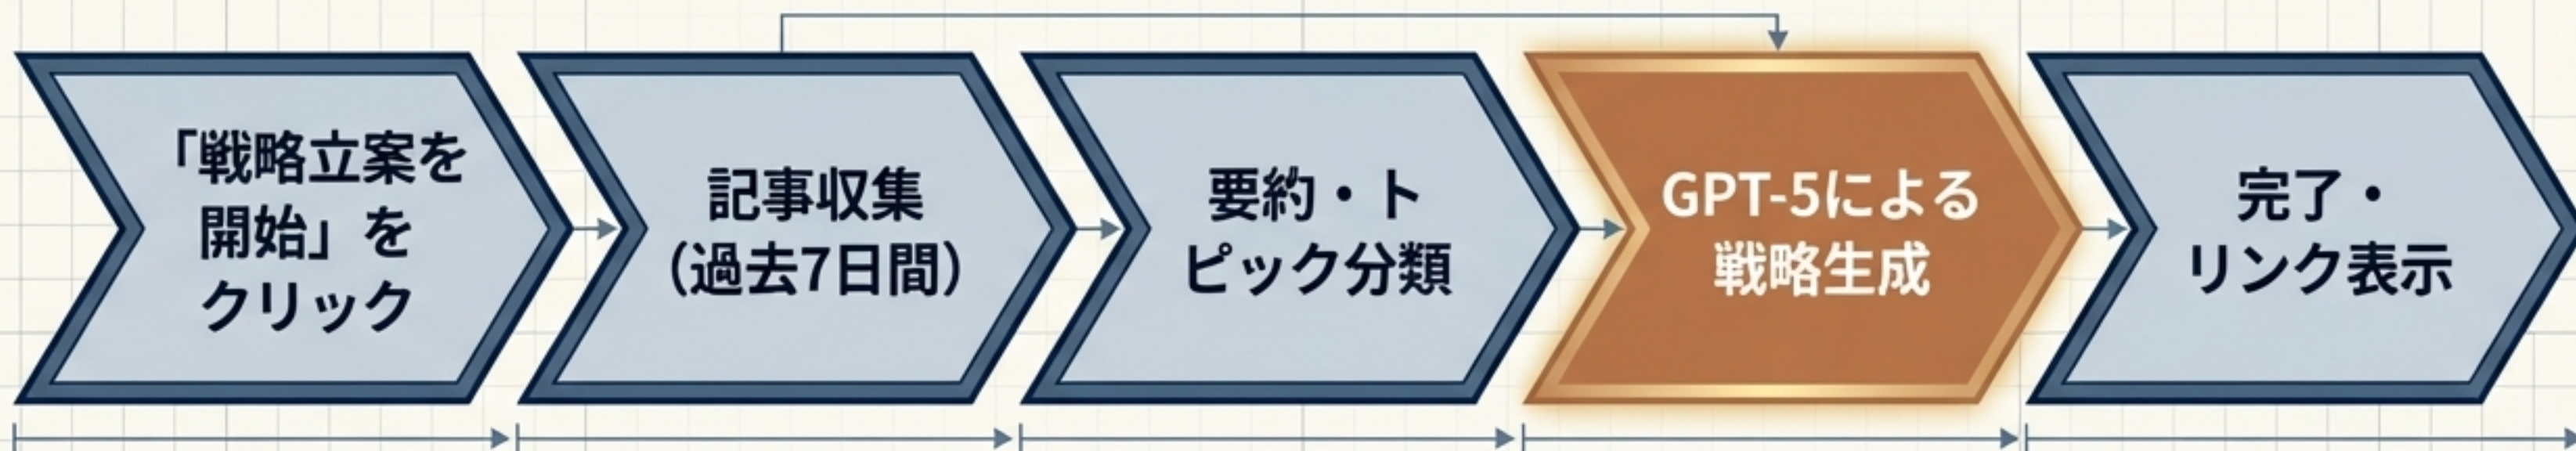 「戦略立案を
開始」を
クリック
記事収集
（過去7日間）
要約・ト
ピック分類
GPT-5による
戦略生成
完了・
リンク表示